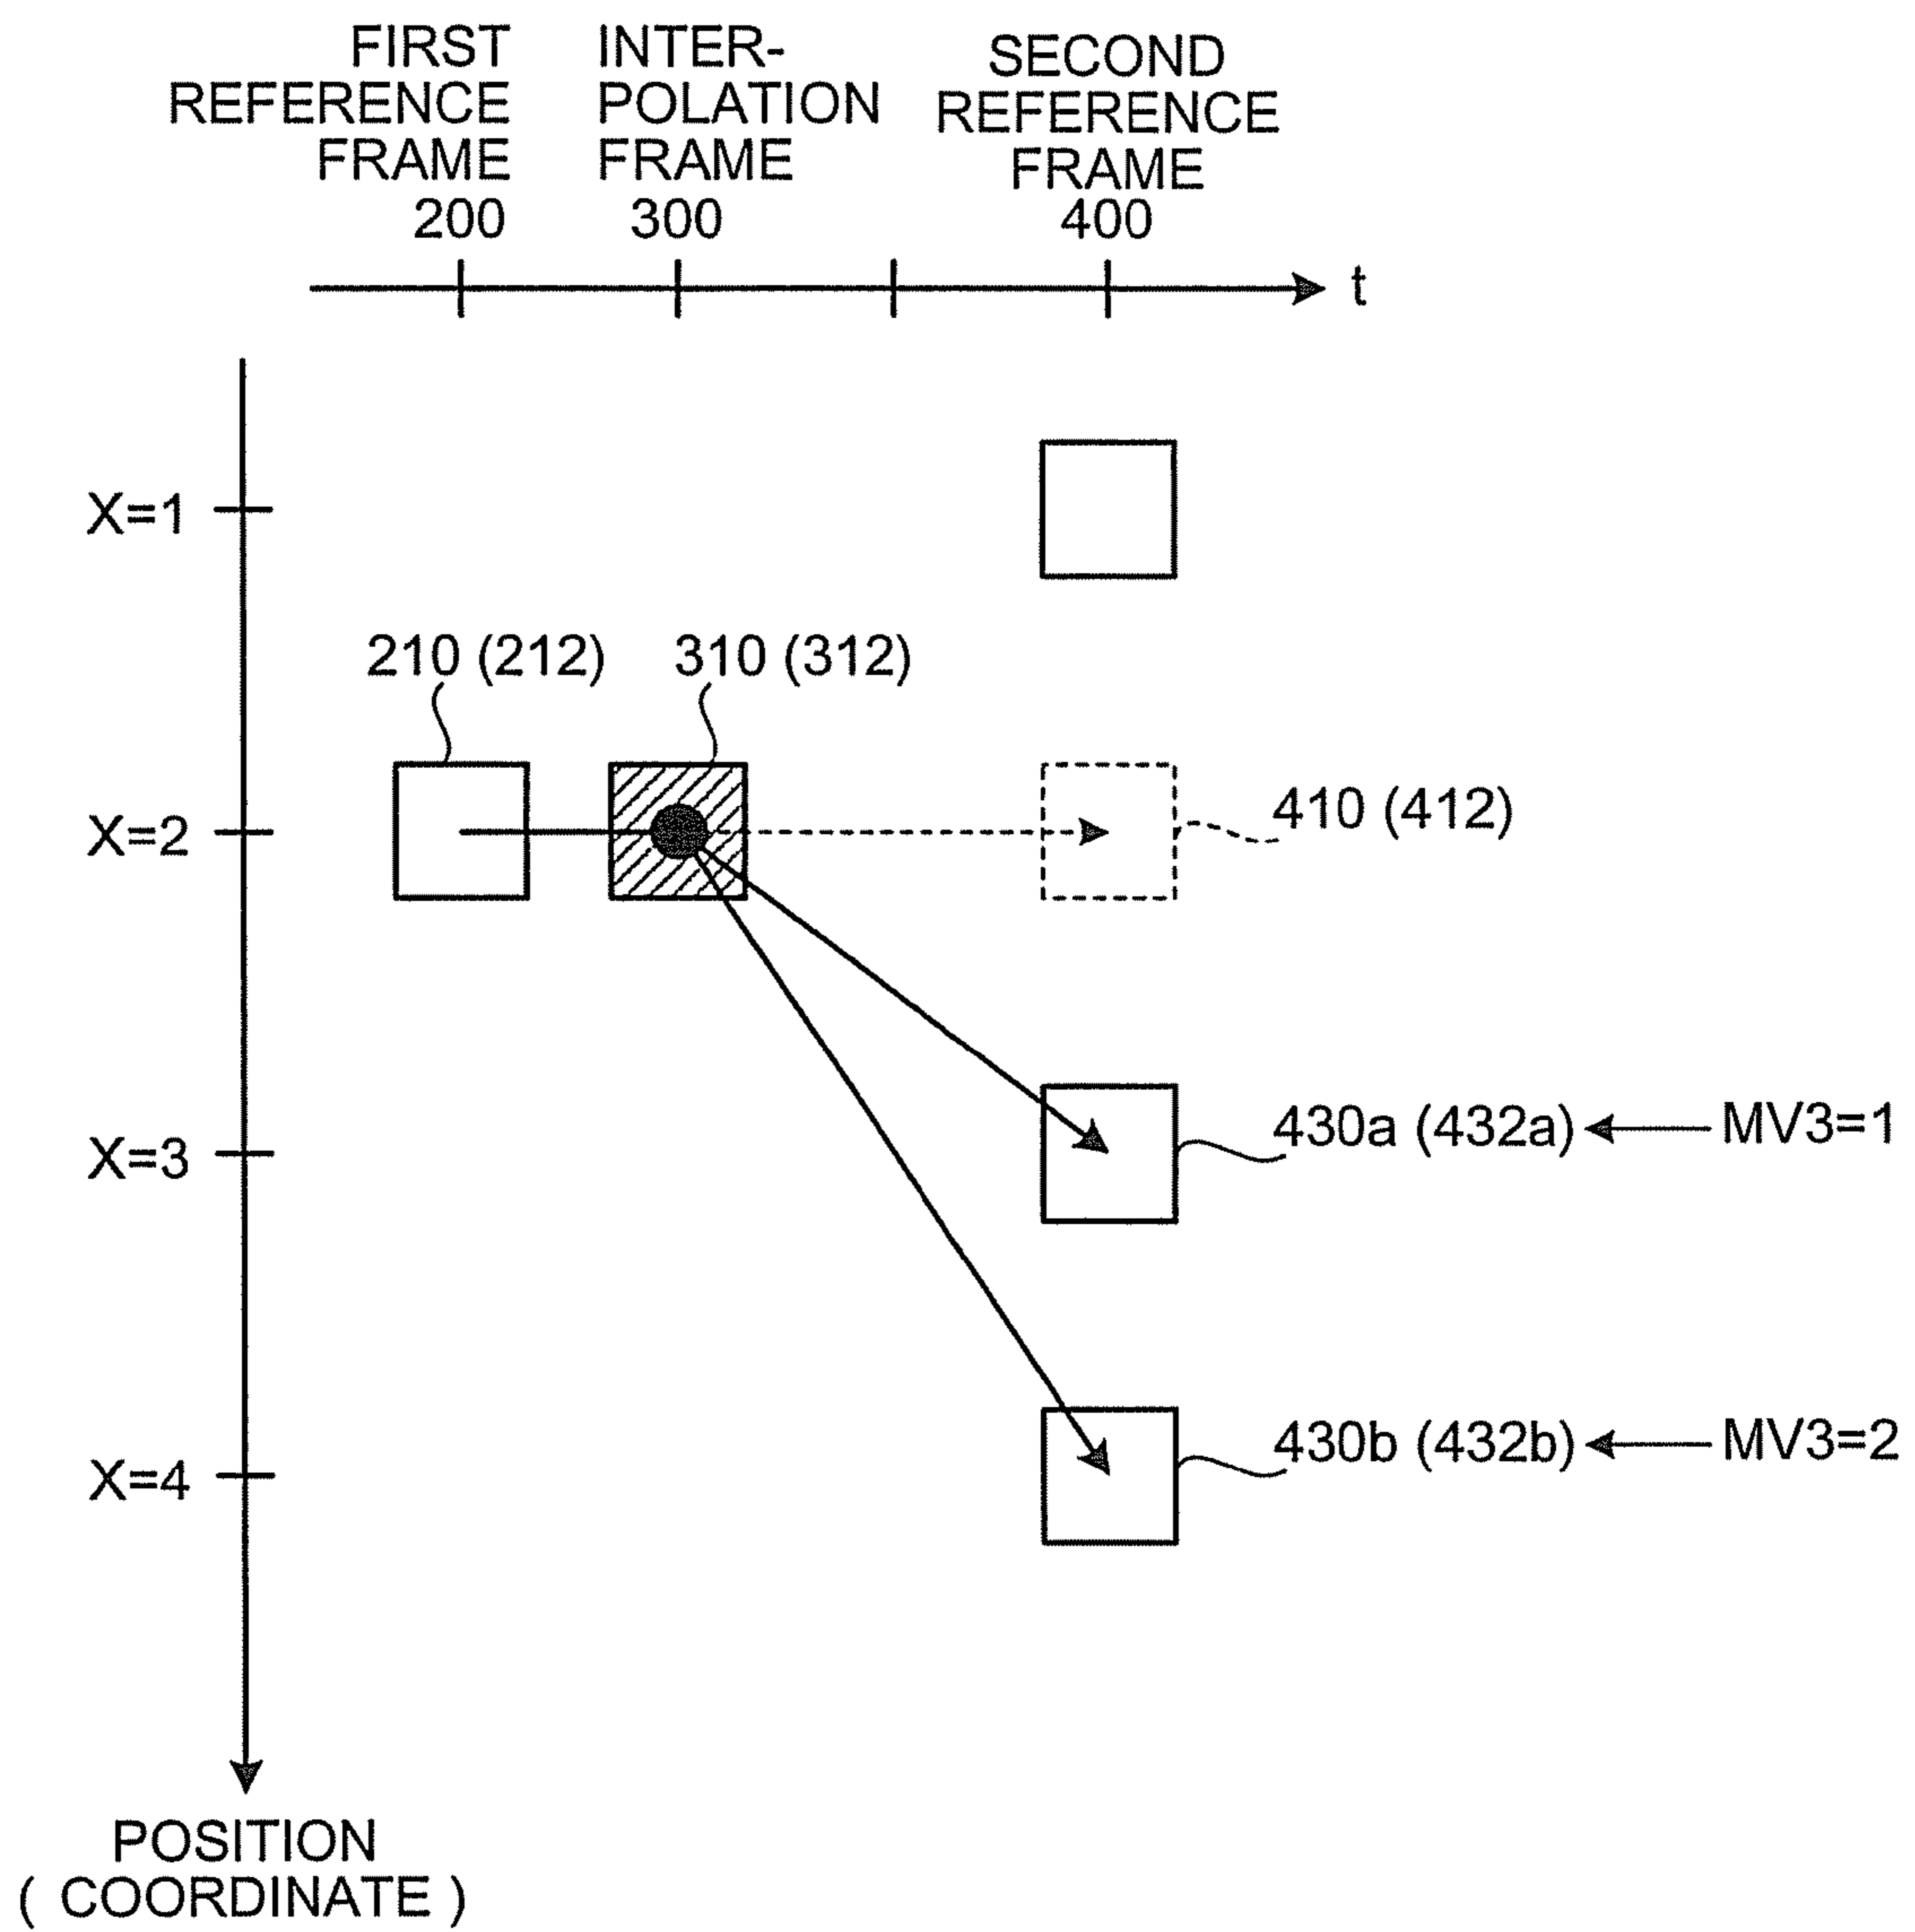 FIRST
REFERENCE
FRAME
200
INTER-
POLATION
FRAME
300
SECOND
REFERENCE
FRAME
400
t
X=1
210 (212)
310 (312)
X=2
410 (412)
X=3
430a (432a)
MV3=1
X=4
430b (432b)
MV3=2
POSITION
( COORDINATE )